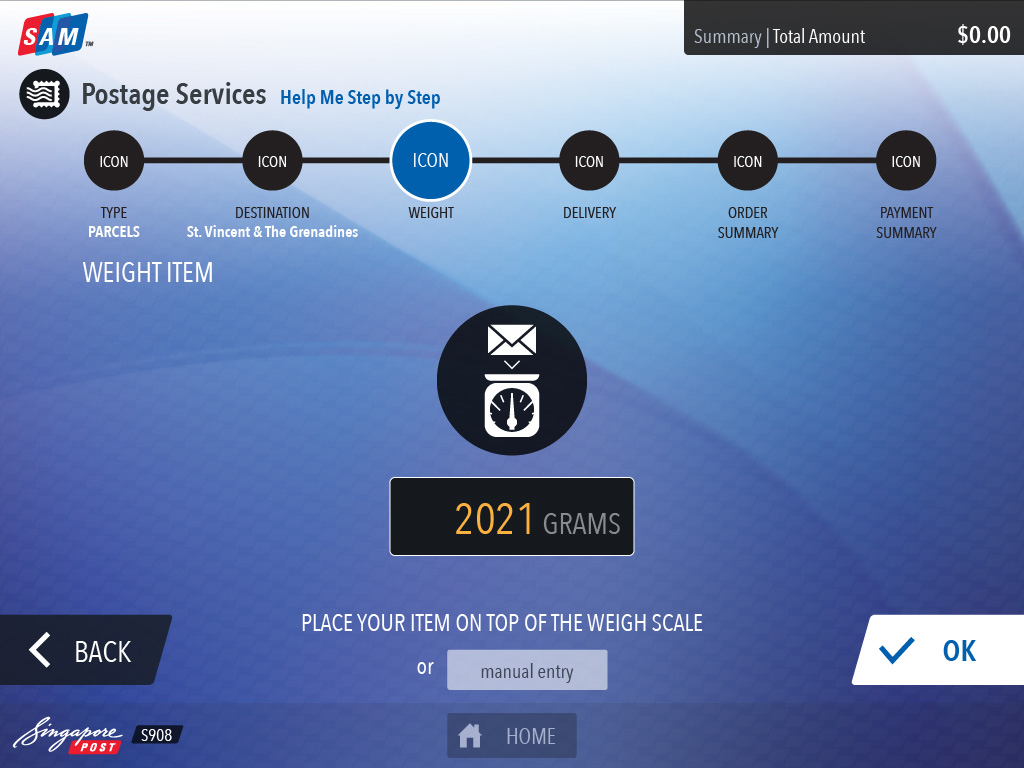 SAM TM
Summary | Total Amount $0.00
Postage Services Help Me Step by Step
ICON ICON ICON ICON ICON ICON
TYPE DESTINATION WEIGHT DELIVERY ORDER PAYMENT
PARCELS St. Vincent & The Grenadines SUMMARY SUMMARY
WEIGHT ITEM
2021 GRAMS
PLACE YOUR ITEM ON TOP OF THE WEIGH SCALE
BACK or manual entry OK
Singapore
POST S908
HOME